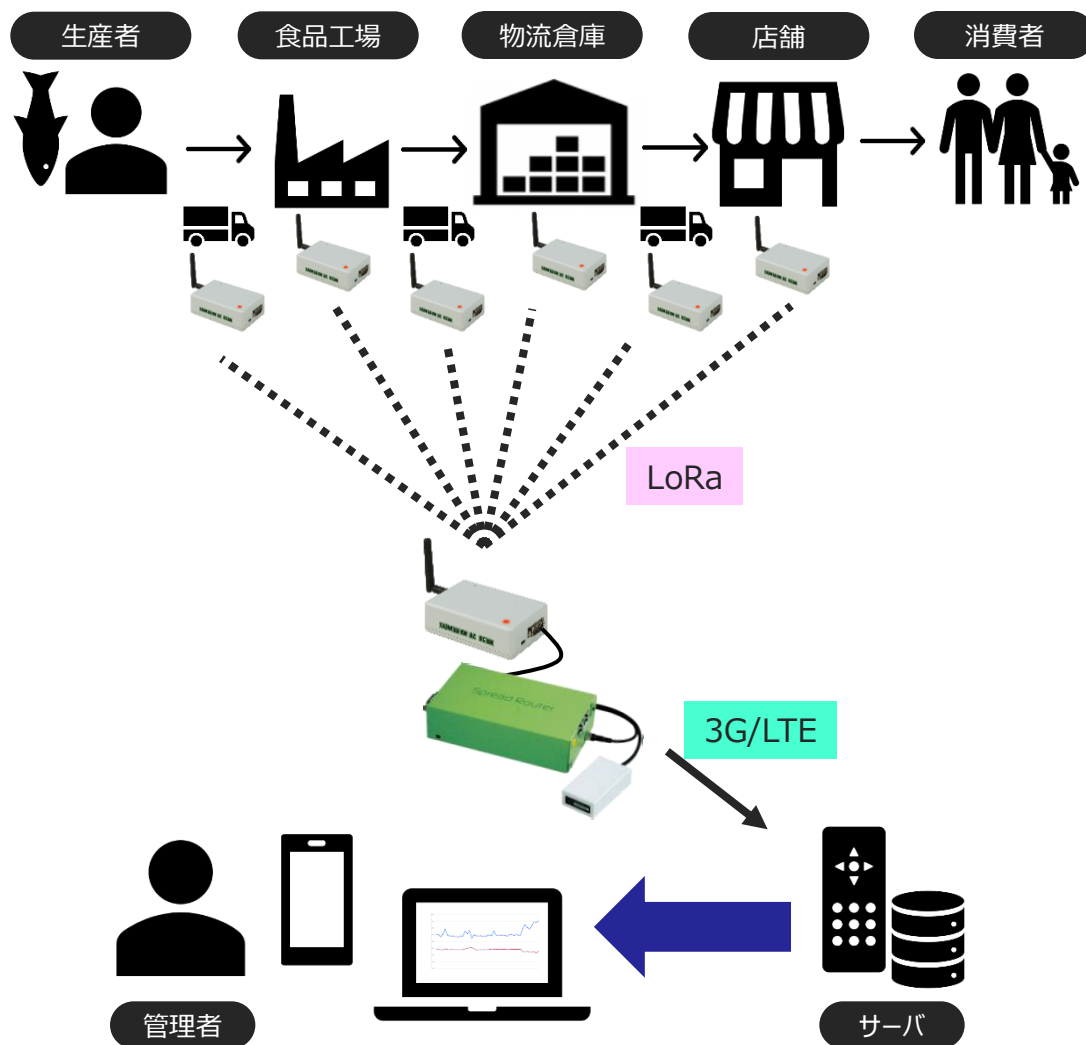 生産者
食品工場
物流倉庫
店舗
消費者
LoRa
Spread Router
3G/LTE
管理者
サーバ